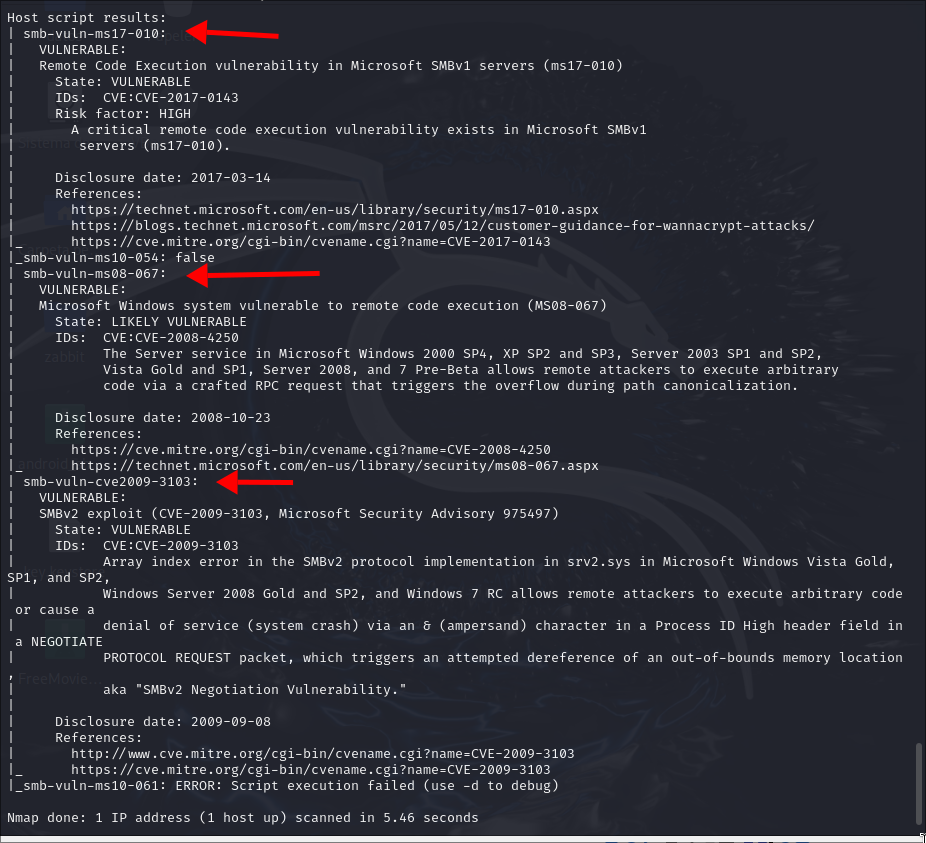 Host script results:
| smb-vuln-ms17-010:
|   VULNERABLE:
|   Remote Code Execution vulnerability in Microsoft SMBv1 servers (ms17-010)
|     State: VULNERABLE
|     IDs:  CVE:CVE-2017-0143
|     Risk factor: HIGH
|       A critical remote code execution vulnerability exists in Microsoft SMBv1
|        servers (ms17-010).
|
|     Disclosure date: 2017-03-14
|     References:
|       https://technet.microsoft.com/en-us/library/security/ms17-010.aspx
|       https://blogs.technet.microsoft.com/msrc/2017/05/12/customer-guidance-for-wannacrypt-attacks/
|_      https://cve.mitre.org/cgi-bin/cvename.cgi?name=CVE-2017-0143
|_smb-vuln-ms10-054: false
| smb-vuln-ms08-067:
|   VULNERABLE:
|   Microsoft Windows system vulnerable to remote code execution (MS08-067)
|     State: LIKELY VULNERABLE
|     IDs:  CVE:CVE-2008-4250
|           The Server service in Microsoft Windows 2000 SP4, XP SP2 and SP3, Server 2003 SP1 and SP2,
|           Vista Gold and SP1, Server 2008, and 7 Pre-Beta allows remote attackers to execute arbitrary
|           code via a crafted RPC request that triggers the overflow during path canonicalization.
|
|     Disclosure date: 2008-10-23
|     References:
|       https://cve.mitre.org/cgi-bin/cvename.cgi?name=CVE-2008-4250
|_      https://technet.microsoft.com/en-us/library/security/ms08-067.aspx
| smb-vuln-cve2009-3103:
|   VULNERABLE:
|   SMBv2 exploit (CVE-2009-3103, Microsoft Security Advisory 975497)
|     State: VULNERABLE
|     IDs:  CVE:CVE-2009-3103
|           Array index error in the SMBv2 protocol implementation in srv2.sys in Microsoft Windows Vista Gold,
SP1, and SP2,
|           Windows Server 2008 Gold and SP2, and Windows 7 RC allows remote attackers to execute arbitrary code
 or cause a
|           denial of service (system crash) via an & (ampersand) character in a Process ID High header field in
 a NEGOTIATE
|           PROTOCOL REQUEST packet, which triggers an attempted dereference of an out-of-bounds memory location
,
|           aka "SMBv2 Negotiation Vulnerability."
|
|     Disclosure date: 2009-09-08
|     References:
|       http://www.cve.mitre.org/cgi-bin/cvename.cgi?name=CVE-2009-3103
|_      https://cve.mitre.org/cgi-bin/cvename.cgi?name=CVE-2009-3103
|_smb-vuln-ms10-061: ERROR: Script execution failed (use -d to debug)

Nmap done: 1 IP address (1 host up) scanned in 5.46 seconds
zabbit
android
FreeMovie...